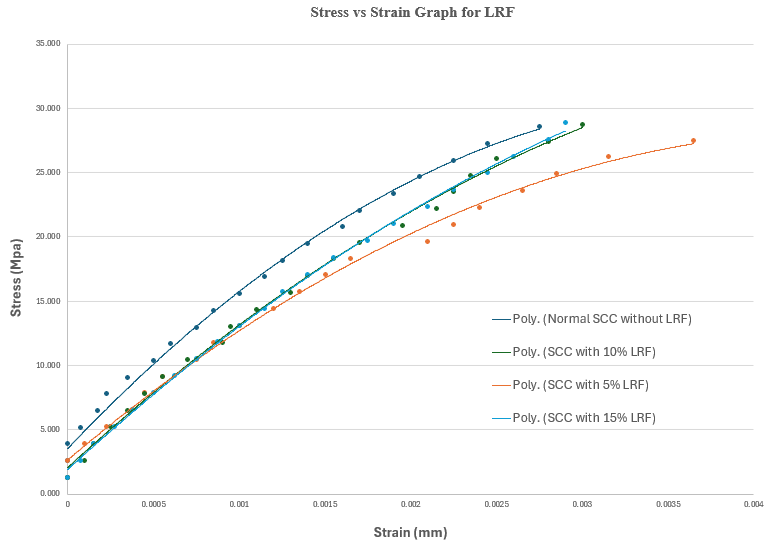 Stress vs Strain Graph for LRF
35.000
30.000
25.000
20.000
15.000
10.000
5.000
0.000
0
0.0005
0.001
0.0015
0.002
0.0025
0.003
0.0035
0.004
Stress (Mpa)
Strain (mm)
Poly. (Normal SCC without LRF)
Poly. (SCC with 10% LRF)
Poly. (SCC with 5% LRF)
Poly. (SCC with 15% LRF)